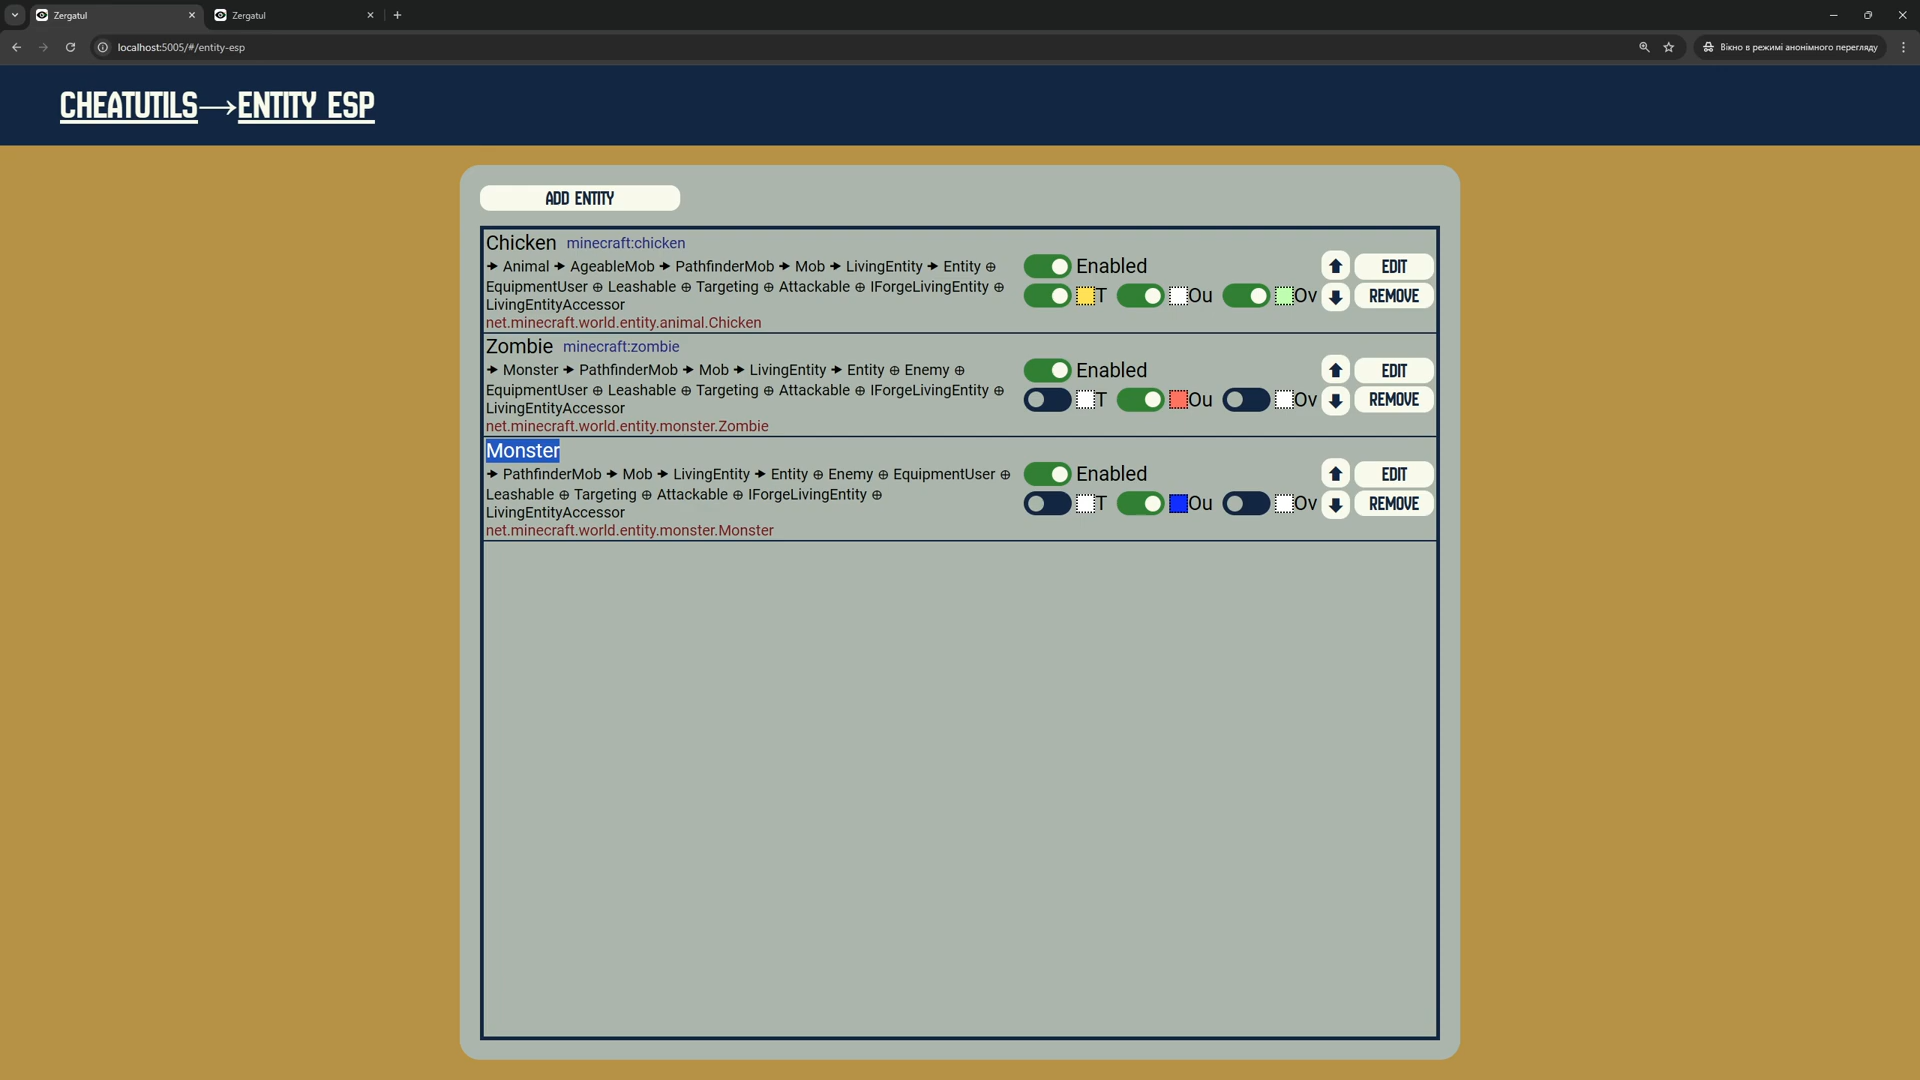 Zergatul
Zergatul
localhost:5005/#/entity-esp
Вікно в режимі анонімного перегляду
CHEATUTILS→ENTITY ESP
ADD ENTITY
Chicken minecraft:chicken
→ Animal → AgeableMob → PathfinderMob → Mob → LivingEntity → Entity ⊕
EquipmentUser ⊕ Leashable ⊕ Targeting ⊕ Attackable ⊕ IForgeLivingEntity ⊕
LivingEntityAccessor
net.minecraft.world.entity.animal.Chicken
Enabled
T Ou Ov
EDIT
REMOVE
Zombie minecraft:zombie
→ Monster → PathfinderMob → Mob → LivingEntity → Entity ⊕ Enemy ⊕
EquipmentUser ⊕ Leashable ⊕ Targeting ⊕ Attackable ⊕ IForgeLivingEntity ⊕
LivingEntityAccessor
net.minecraft.world.entity.monster.Zombie
Enabled
T Ou Ov
EDIT
REMOVE
Monster
→ PathfinderMob → Mob → LivingEntity → Entity ⊕ Enemy ⊕ EquipmentUser ⊕
Leashable ⊕ Targeting ⊕ Attackable ⊕ IForgeLivingEntity ⊕
LivingEntityAccessor
net.minecraft.world.entity.monster.Monster
Enabled
T Ou Ov
EDIT
REMOVE